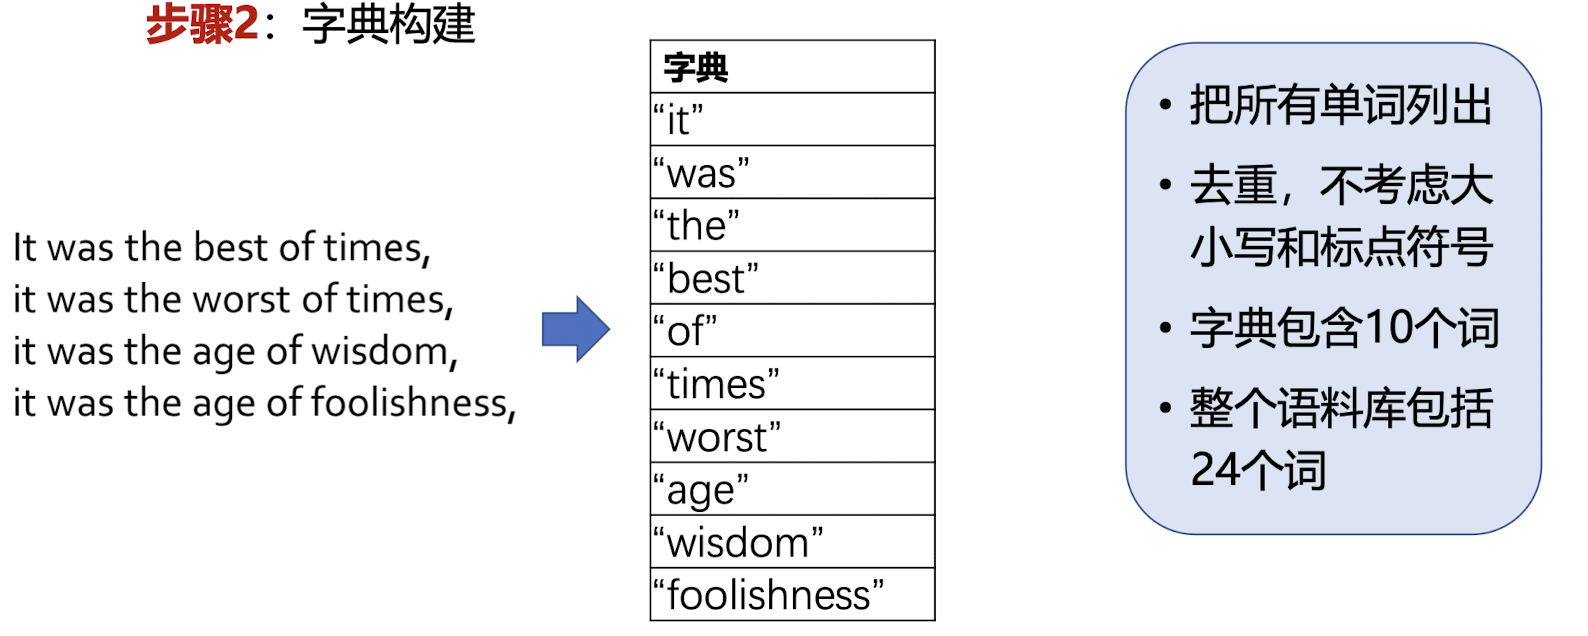 步骤2：字典构建
It was the best of times,
it was the worst of times,
it was the age of wisdom,
it was the age of foolishness,
字典
“it”
“was”
“the”
“best”
“of”
“times”
“worst”
“age”
“wisdom”
“foolishness”
• 把所有单词列出
• 去重，不考虑大
小写和标点符号
• 字典包含10个词
• 整个语料库包括
24个词